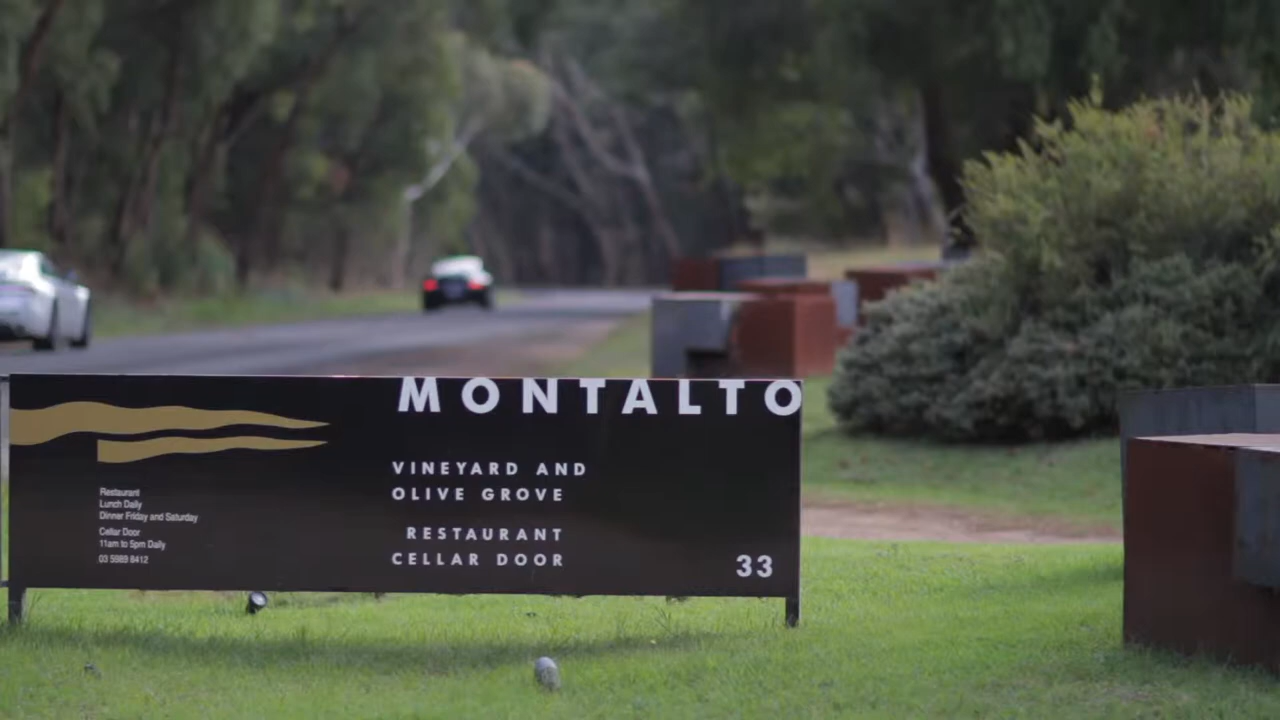 MONTALTO
VINEYARD AND
OLIVE GROVE
RESTAURANT
CELLAR DOOR
33
Restaurant
Lunch Daily
Dinner Friday and Saturday
Cellar Door
11am to 5pm Daily
03 5989 8412